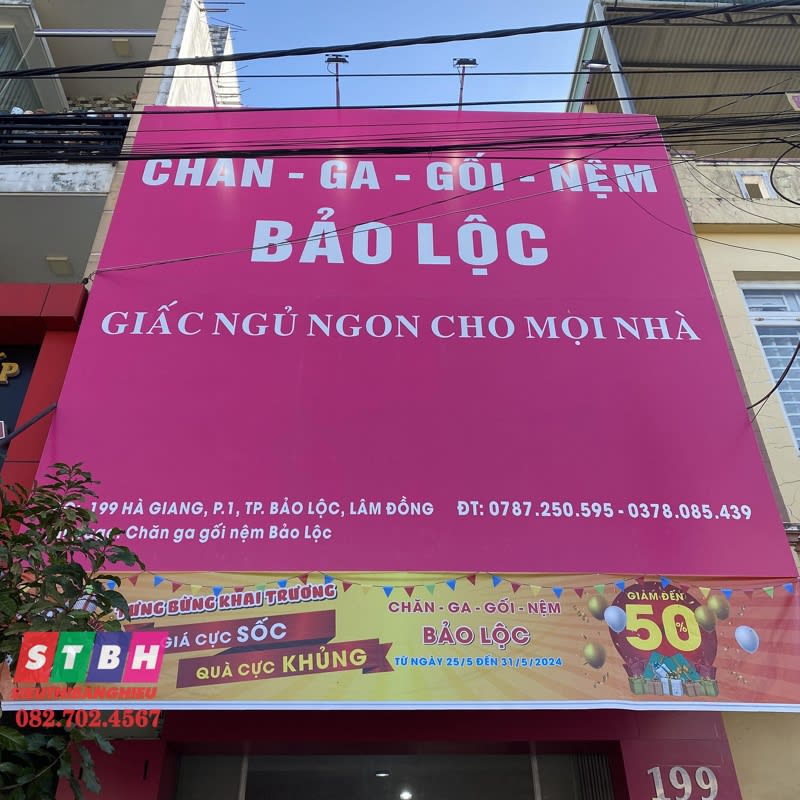 CHĂN - GA - GỐI - NỆM
BẢO LỘC
GIẤC NGỦ NGON CHO MỌI NHÀ
199 HÀ GIANG, P.1, TP. BẢO LỘC, LÂM ĐỒNG ĐT: 0787.250.595 - 0378.085.439
Chăn ga gối nệm Bảo Lộc
BỪNG KHAI TRƯƠNG
GIÁ CỰC SỐC
QUÀ CỰC KHỦNG
CHĂN - GA - GỐI - NỆM
BẢO LỘC
TỪ NGÀY 25/5 ĐẾN 31/5/2024
GIẢM ĐẾN
50%
STBH
SIEUTHIBANGHIEU
082.702.4567
199